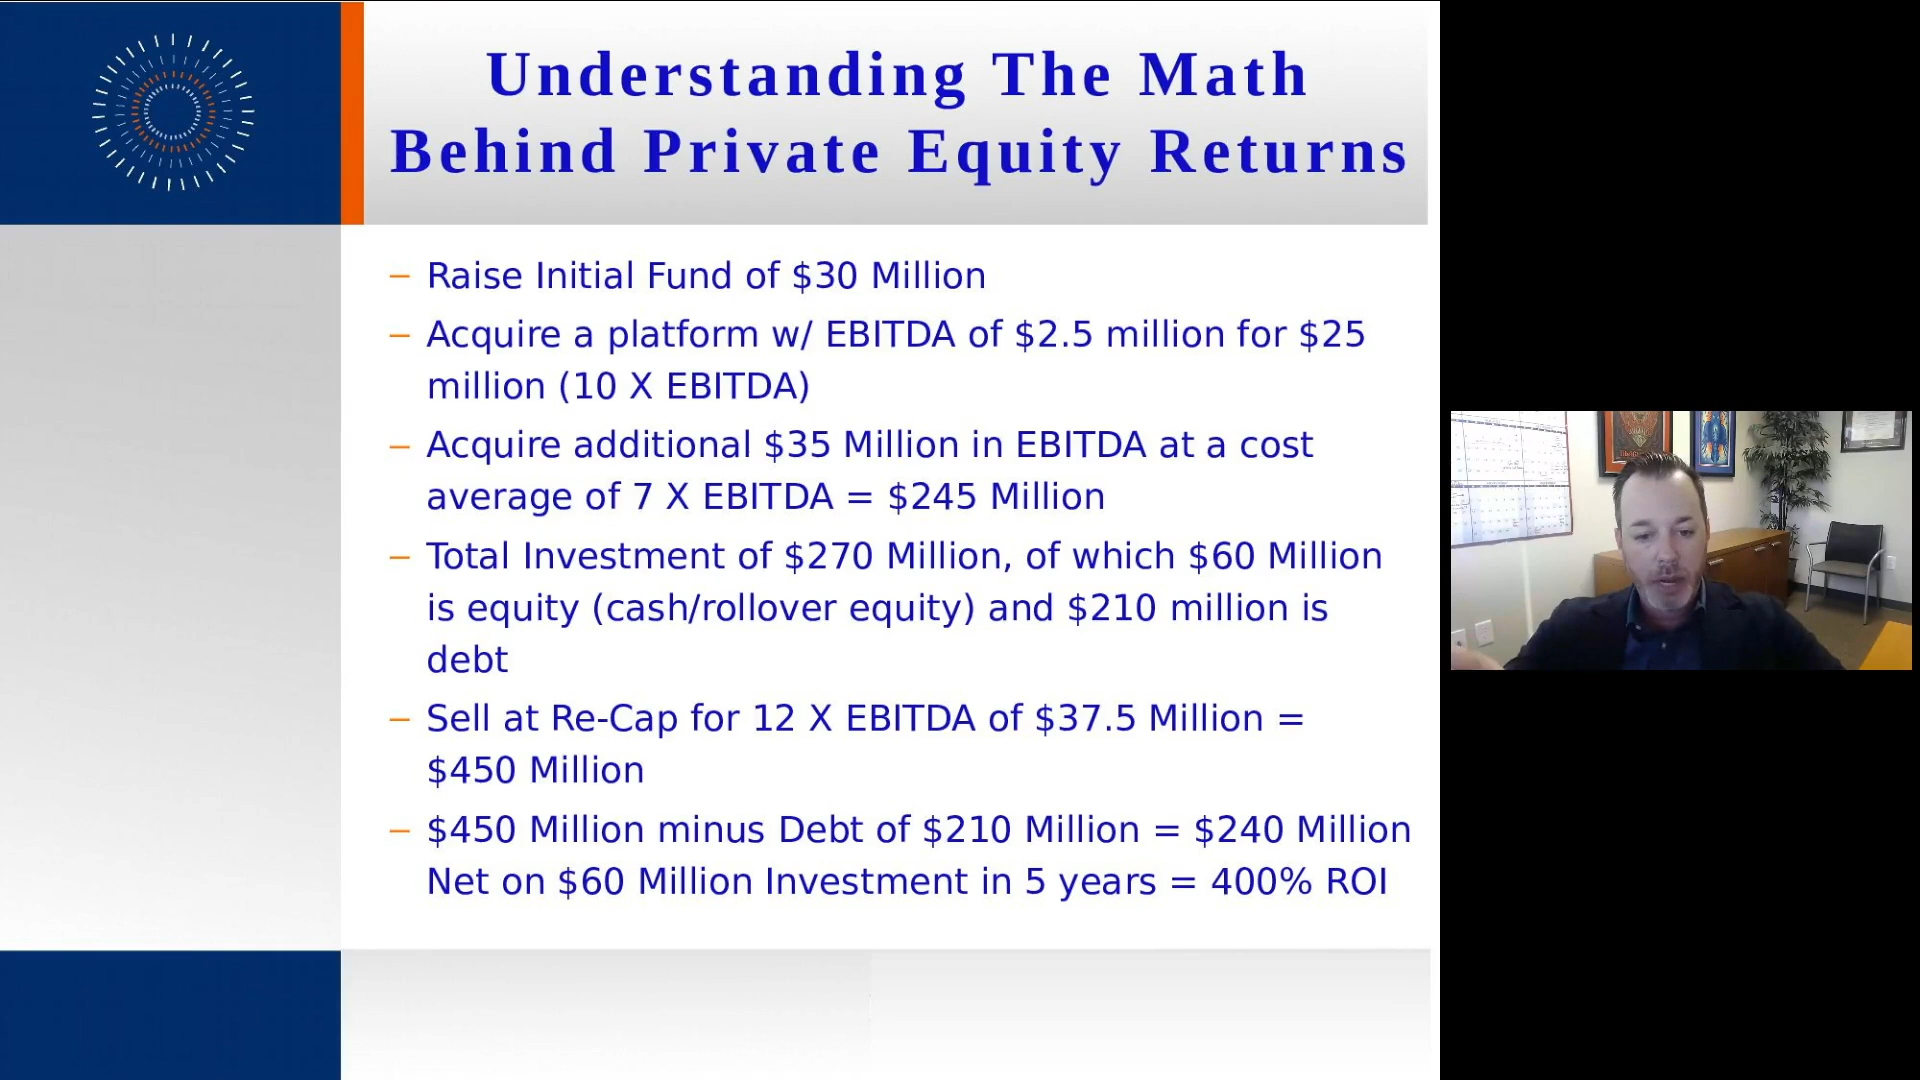 Understanding The Math
Behind Private Equity Returns
– Raise Initial Fund of $30 Million
– Acquire a platform w/ EBITDA of $2.5 million for $25
million (10 X EBITDA)
– Acquire additional $35 Million in EBITDA at a cost
average of 7 X EBITDA = $245 Million
– Total Investment of $270 Million, of which $60 Million
is equity (cash/rollover equity) and $210 million is
debt
– Sell at Re-Cap for 12 X EBITDA of $37.5 Million =
$450 Million
– $450 Million minus Debt of $210 Million = $240 Million
Net on $60 Million Investment in 5 years = 400% ROI